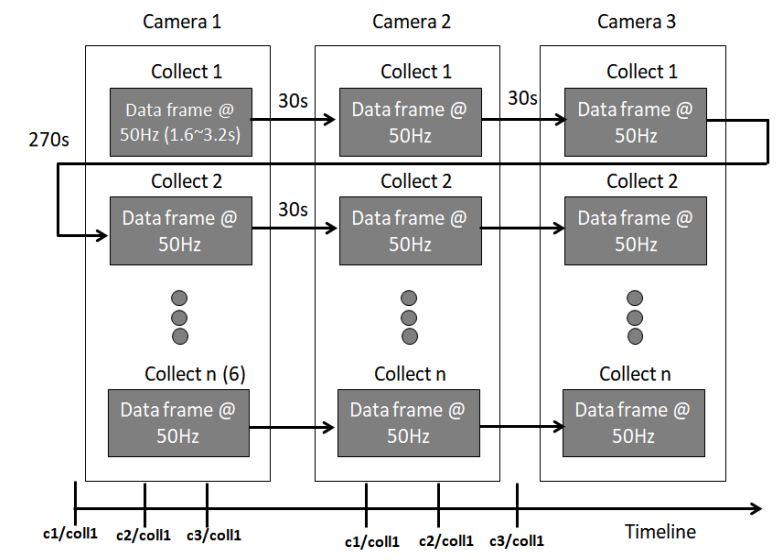 Camera 1
Camera 2
Camera 3
Collect 1
Collect 1
Collect 1
Data frame @
50Hz (1.6~3.2s)
30s
Data frame @
50Hz
30s
Data frame @
50Hz
270s
Collect 2
Collect 2
Collect 2
Data frame @
50Hz
30s
Data frame @
50Hz
Data frame @
50Hz
Collect n (6)
Collect n
Collect n
Data frame @
50Hz
Data frame @
50Hz
Data frame @
50Hz
c1/coll1
c2/coll1
c3/coll1
c1/coll1
c2/coll1
c3/coll1
Timeline